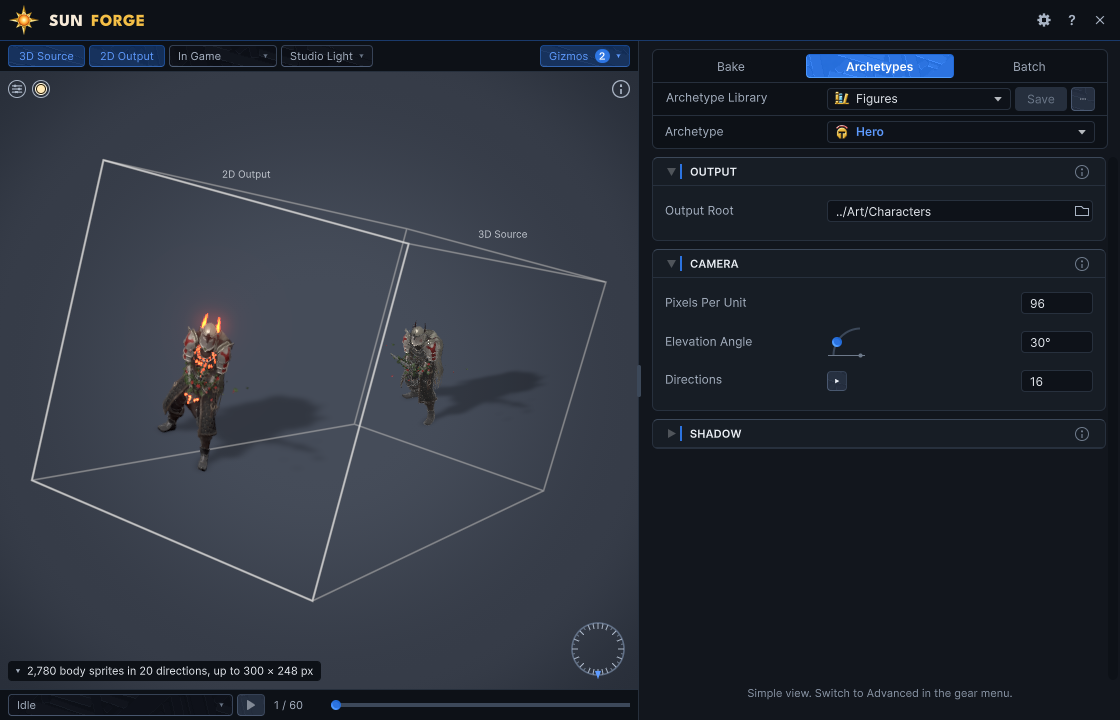 SUN FORGE
?
3D Source
2D Output
In Game
Studio Light
Gizmos 2
2D Output
3D Source
2,780 body sprites in 20 directions, up to 300 × 248 px
Idle
1 / 60
Bake
Archetypes
Batch
Archetype Library
Figures
Save
...
Archetype
Hero
OUTPUT
Output Root
../Art/Characters
CAMERA
Pixels Per Unit
96
Elevation Angle
30°
Directions
16
SHADOW
Simple view. Switch to Advanced in the gear menu.